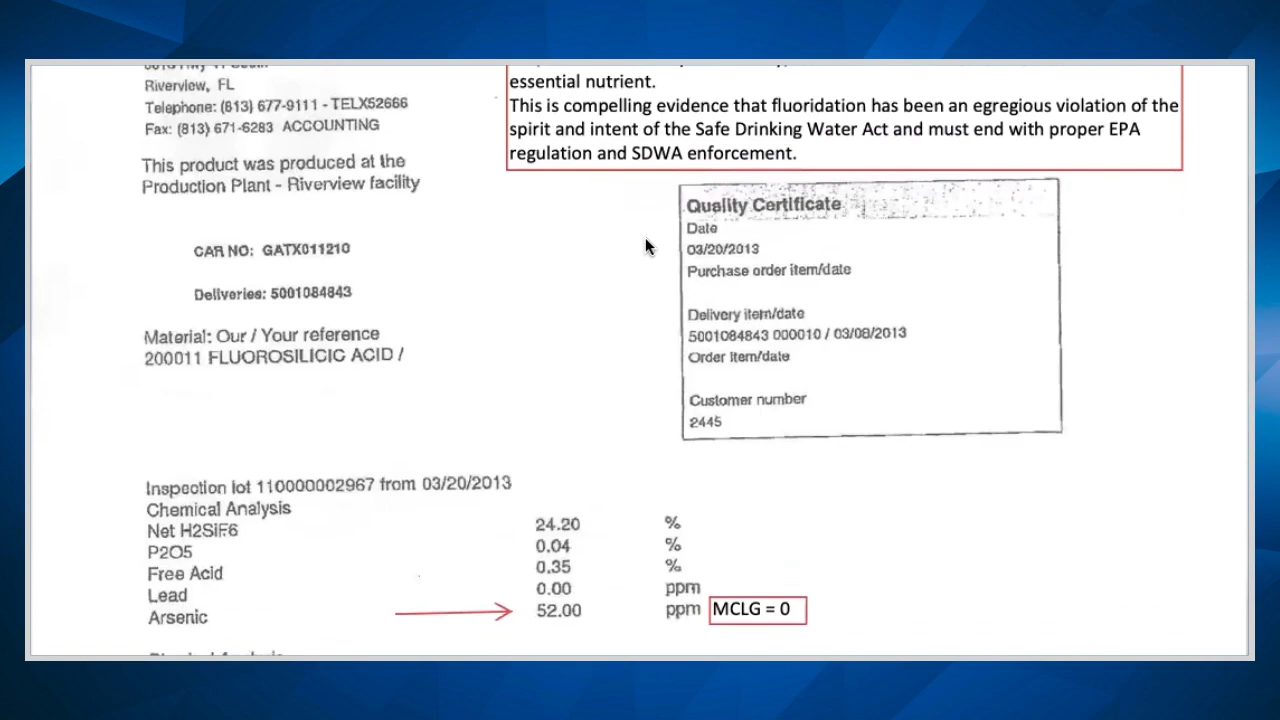 Riverview, FL
Telephone: (813) 677-9111 - TELX52666
Fax: (813) 671-6283 ACCOUNTING
This product was produced at the
Production Plant - Riverview facility
CAR NO: GATX011210
Deliveries: 5001084843
Material: Our / Your reference
200011 FLUOROSILICIC ACID /
essential nutrient.
This is compelling evidence that fluoridation has been an egregious violation of the
spirit and intent of the Safe Drinking Water Act and must end with proper EPA
regulation and SDWA enforcement.
Quality Certificate
Date
03/20/2013
Purchase order item/date
Delivery item/date
5001084843 000010 / 03/08/2013
Order item/date
Customer number
2445
Inspection lot 110000002967 from 03/20/2013
Chemical Analysis
Net H2SiF6 24.20 %
P2O5 0.04 %
Free Acid 0.35 %
Lead 0.00 ppm
Arsenic 52.00 ppm MCLG = 0